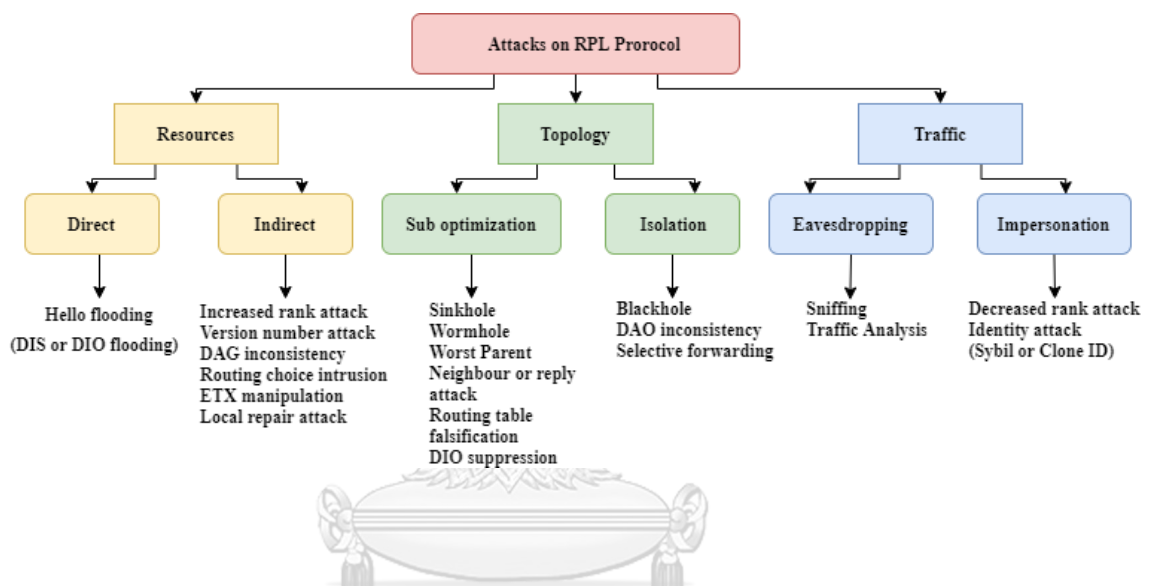 Attacks on RPL Prorocol
Resources
Topology
Traffic
Direct
Indirect
Sub optimization
Isolation
Eavesdropping
Impersonation
Hello flooding
(DIS or DIO flooding)
Increased rank attack
Version number attack
DAG inconsistency
Routing choice intrusion
ETX manipulation
Local repair attack
Sinkhole
Wormhole
Worst Parent
Neighbour or reply
attack
Routing table
falsification
DIO suppression
Blackhole
DAO inconsistency
Selective forwarding
Sniffing
Traffic Analysis
Decreased rank attack
Identity attack
(Sybil or Clone ID)